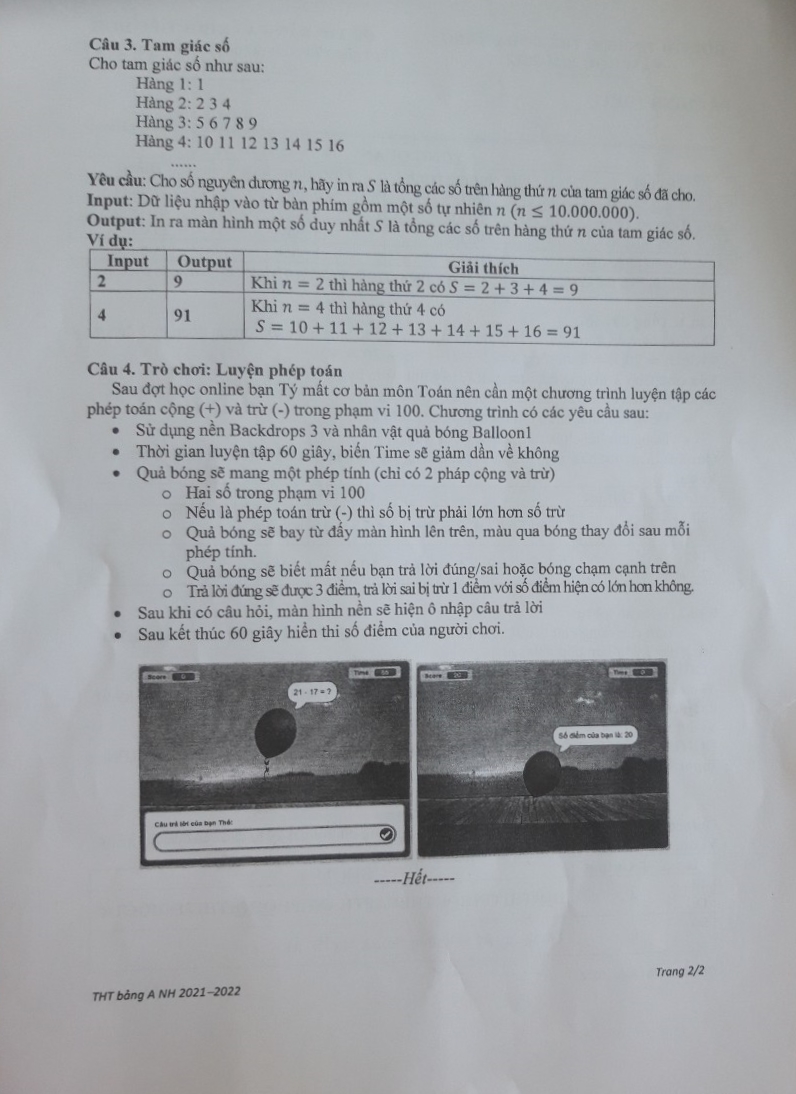 Câu 3. Tam giác số
Cho tam giác số như sau:
Hàng 1: 1
Hàng 2: 2 3 4
Hàng 3: 5 6 7 8 9
Hàng 4: 10 11 12 13 14 15 16
......
Yêu cầu: Cho số nguyên dương n, hãy in ra S là tổng các số trên hàng thứ n của tam giác số đã cho.
Input: Dữ liệu nhập vào từ bàn phím gồm một số tự nhiên n (n ≤ 10.000.000).
Output: In ra màn hình một số duy nhất S là tổng các số trên hàng thứ n của tam giác số.
Ví dụ:
Input Output Giải thích
2 9 Khi n = 2 thì hàng thứ 2 có S = 2 + 3 + 4 = 9
4 91 Khi n = 4 thì hàng thứ 4 có
S = 10 + 11 + 12 + 13 + 14 + 15 + 16 = 91
Câu 4. Trò chơi: Luyện phép toán
Sau đợt học online bạn Tý mất cơ bản môn Toán nên cần một chương trình luyện tập các
phép toán cộng (+) và trừ (-) trong phạm vi 100. Chương trình có các yêu cầu sau:
• Sử dụng nền Backdrops 3 và nhân vật quả bóng Balloon1
• Thời gian luyện tập 60 giây, biến Time sẽ giảm dần về không
• Quả bóng sẽ mang một phép tính (chỉ có 2 pháp cộng và trừ)
o Hai số trong phạm vi 100
o Nếu là phép toán trừ (-) thì số bị trừ phải lớn hơn số trừ
o Quả bóng sẽ bay từ đấy màn hình lên trên, màu qua bóng thay đổi sau mỗi
phép tính.
o Quả bóng sẽ biết mất nếu bạn trả lời đúng/sai hoặc bóng chạm cạnh trên
o Trả lời đúng sẽ được 3 điểm, trả lời sai bị trừ 1 điểm với số điểm hiện có lớn hơn không.
• Sau khi có câu hỏi, màn hình nền sẽ hiện ô nhập câu trả lời
• Sau kết thúc 60 giây hiển thi số điểm của người chơi.
Score 0 Time 55
21 - 17 = ?
Câu trả lời của bạn Thế:
Score 20 Time 0
Số điểm của bạn là: 20
-----Hết-----
Trang 2/2
THT bảng A NH 2021–2022